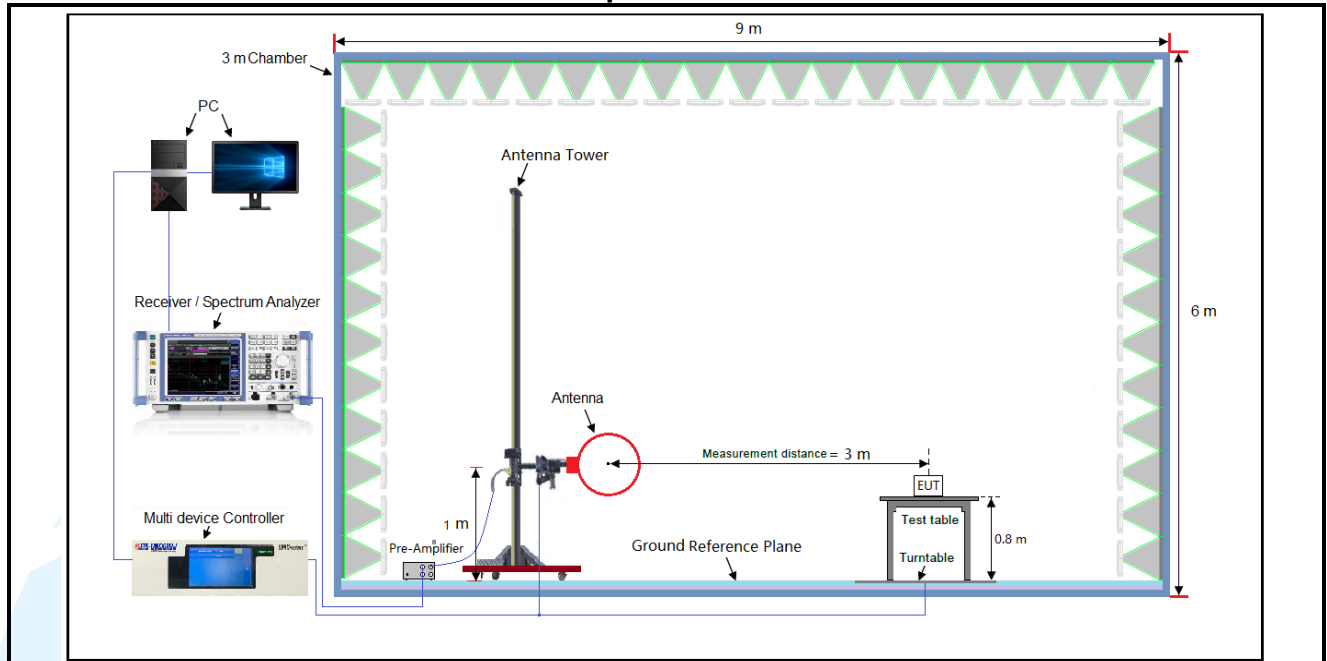 9 m
3 m Chamber
PC
Antenna Tower
Receiver / Spectrum Analyzer
6 m
Antenna
Measurement distance = 3 m
EUT
Multi device Controller
1 m
Test table
0.8 m
Pre-Amplifier
Ground Reference Plane
Turntable